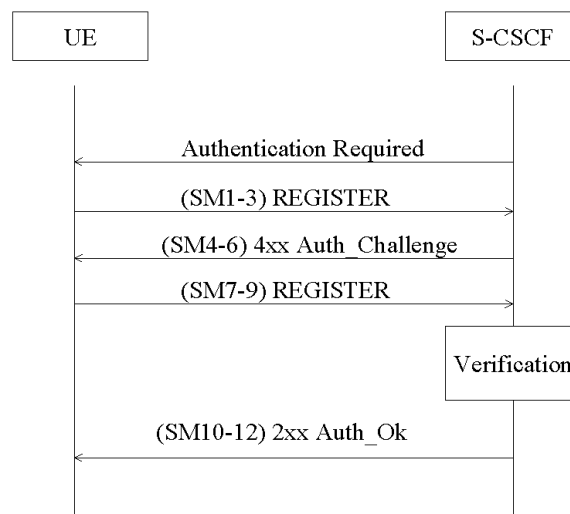 UE
S-CSCF
Authentication Required
(SM1-3) REGISTER
(SM4-6) 4xx Auth_Challenge
(SM7-9) REGISTER
Verification
(SM10-12) 2xx Auth_Ok